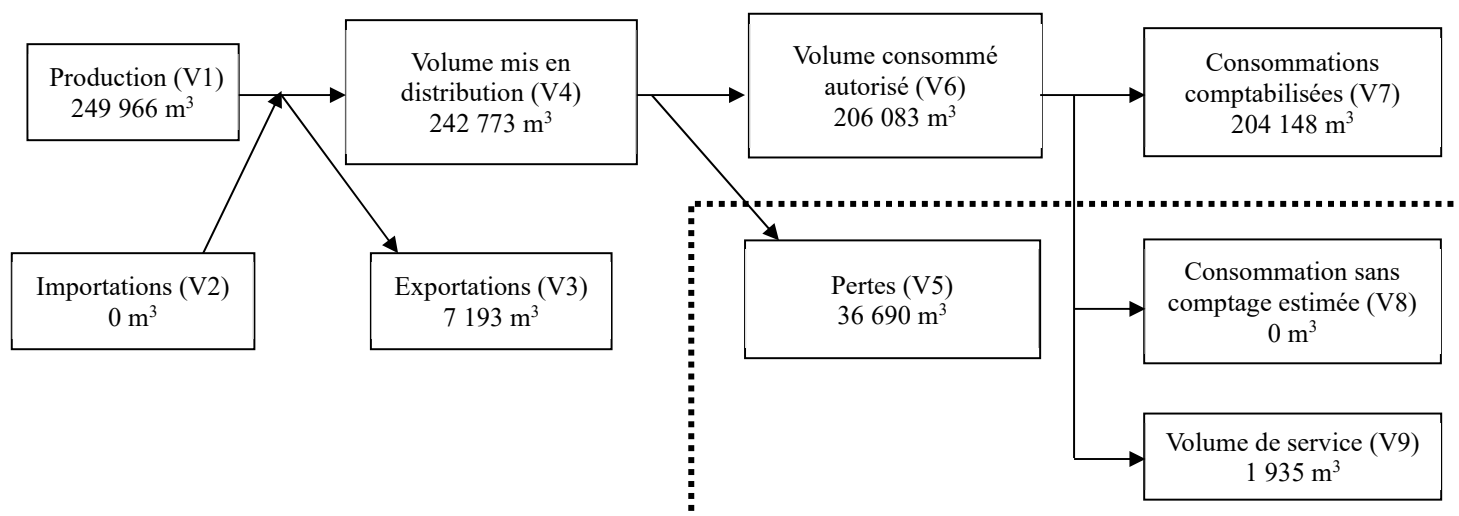 Production (V1)
249 966 m³
Volume mis en
distribution (V4)
242 773 m³
Volume consommé
autorisé (V6)
206 083 m³
Consommations
comptabilisées (V7)
204 148 m³
Importations (V2)
0 m³
Exportations (V3)
7 193 m³
Pertes (V5)
36 690 m³
Consommation sans
comptage estimée (V8)
0 m³
Volume de service (V9)
1 935 m³